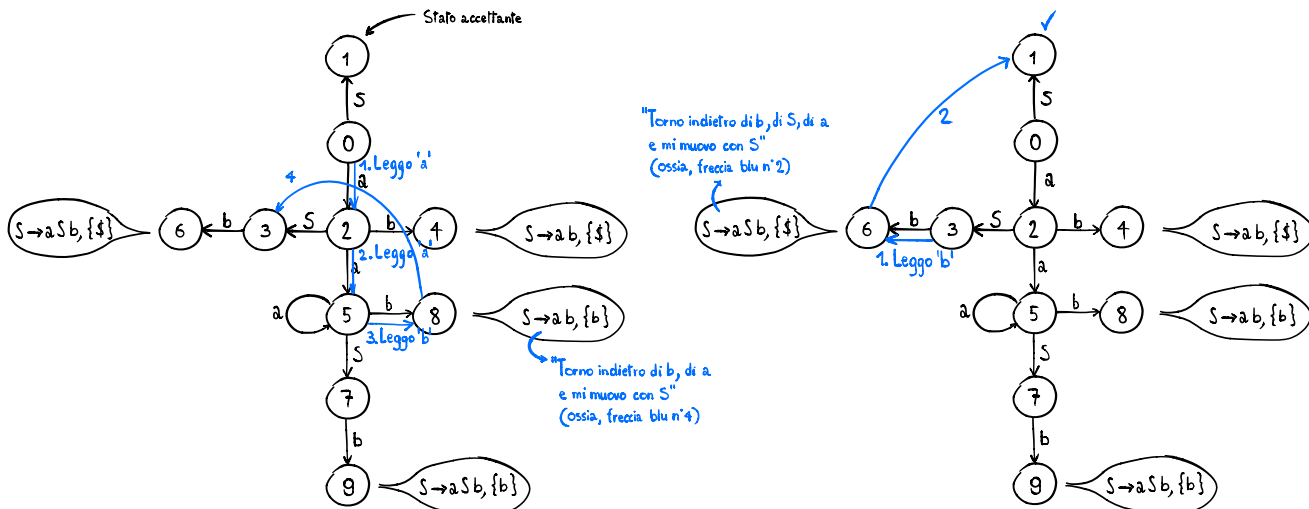 Stato accettante
1
S
0
1. Leggo 'a'
a
4
S→aSb, {$}
6
b
3
S
2
b
4
S→ab, {$}
2. Leggo 'a'
a
a
5
b
8
S→ab, {b}
3. Leggo 'b'
S
"Torno indietro di b, di a
e mi muovo con S"
(ossia, freccia blu n°4)
7
b
9
S→aSb, {b}
✓
1
S
2
"Torno indietro di b, di S, di a
e mi muovo con S"
(ossia, freccia blu n°2)
0
a
S→aSb, {$}
6
b
3
S
2
b
4
S→ab, {$}
1. Leggo 'b'
a
a
5
b
8
S→ab, {b}
S
7
b
9
S→aSb, {b}